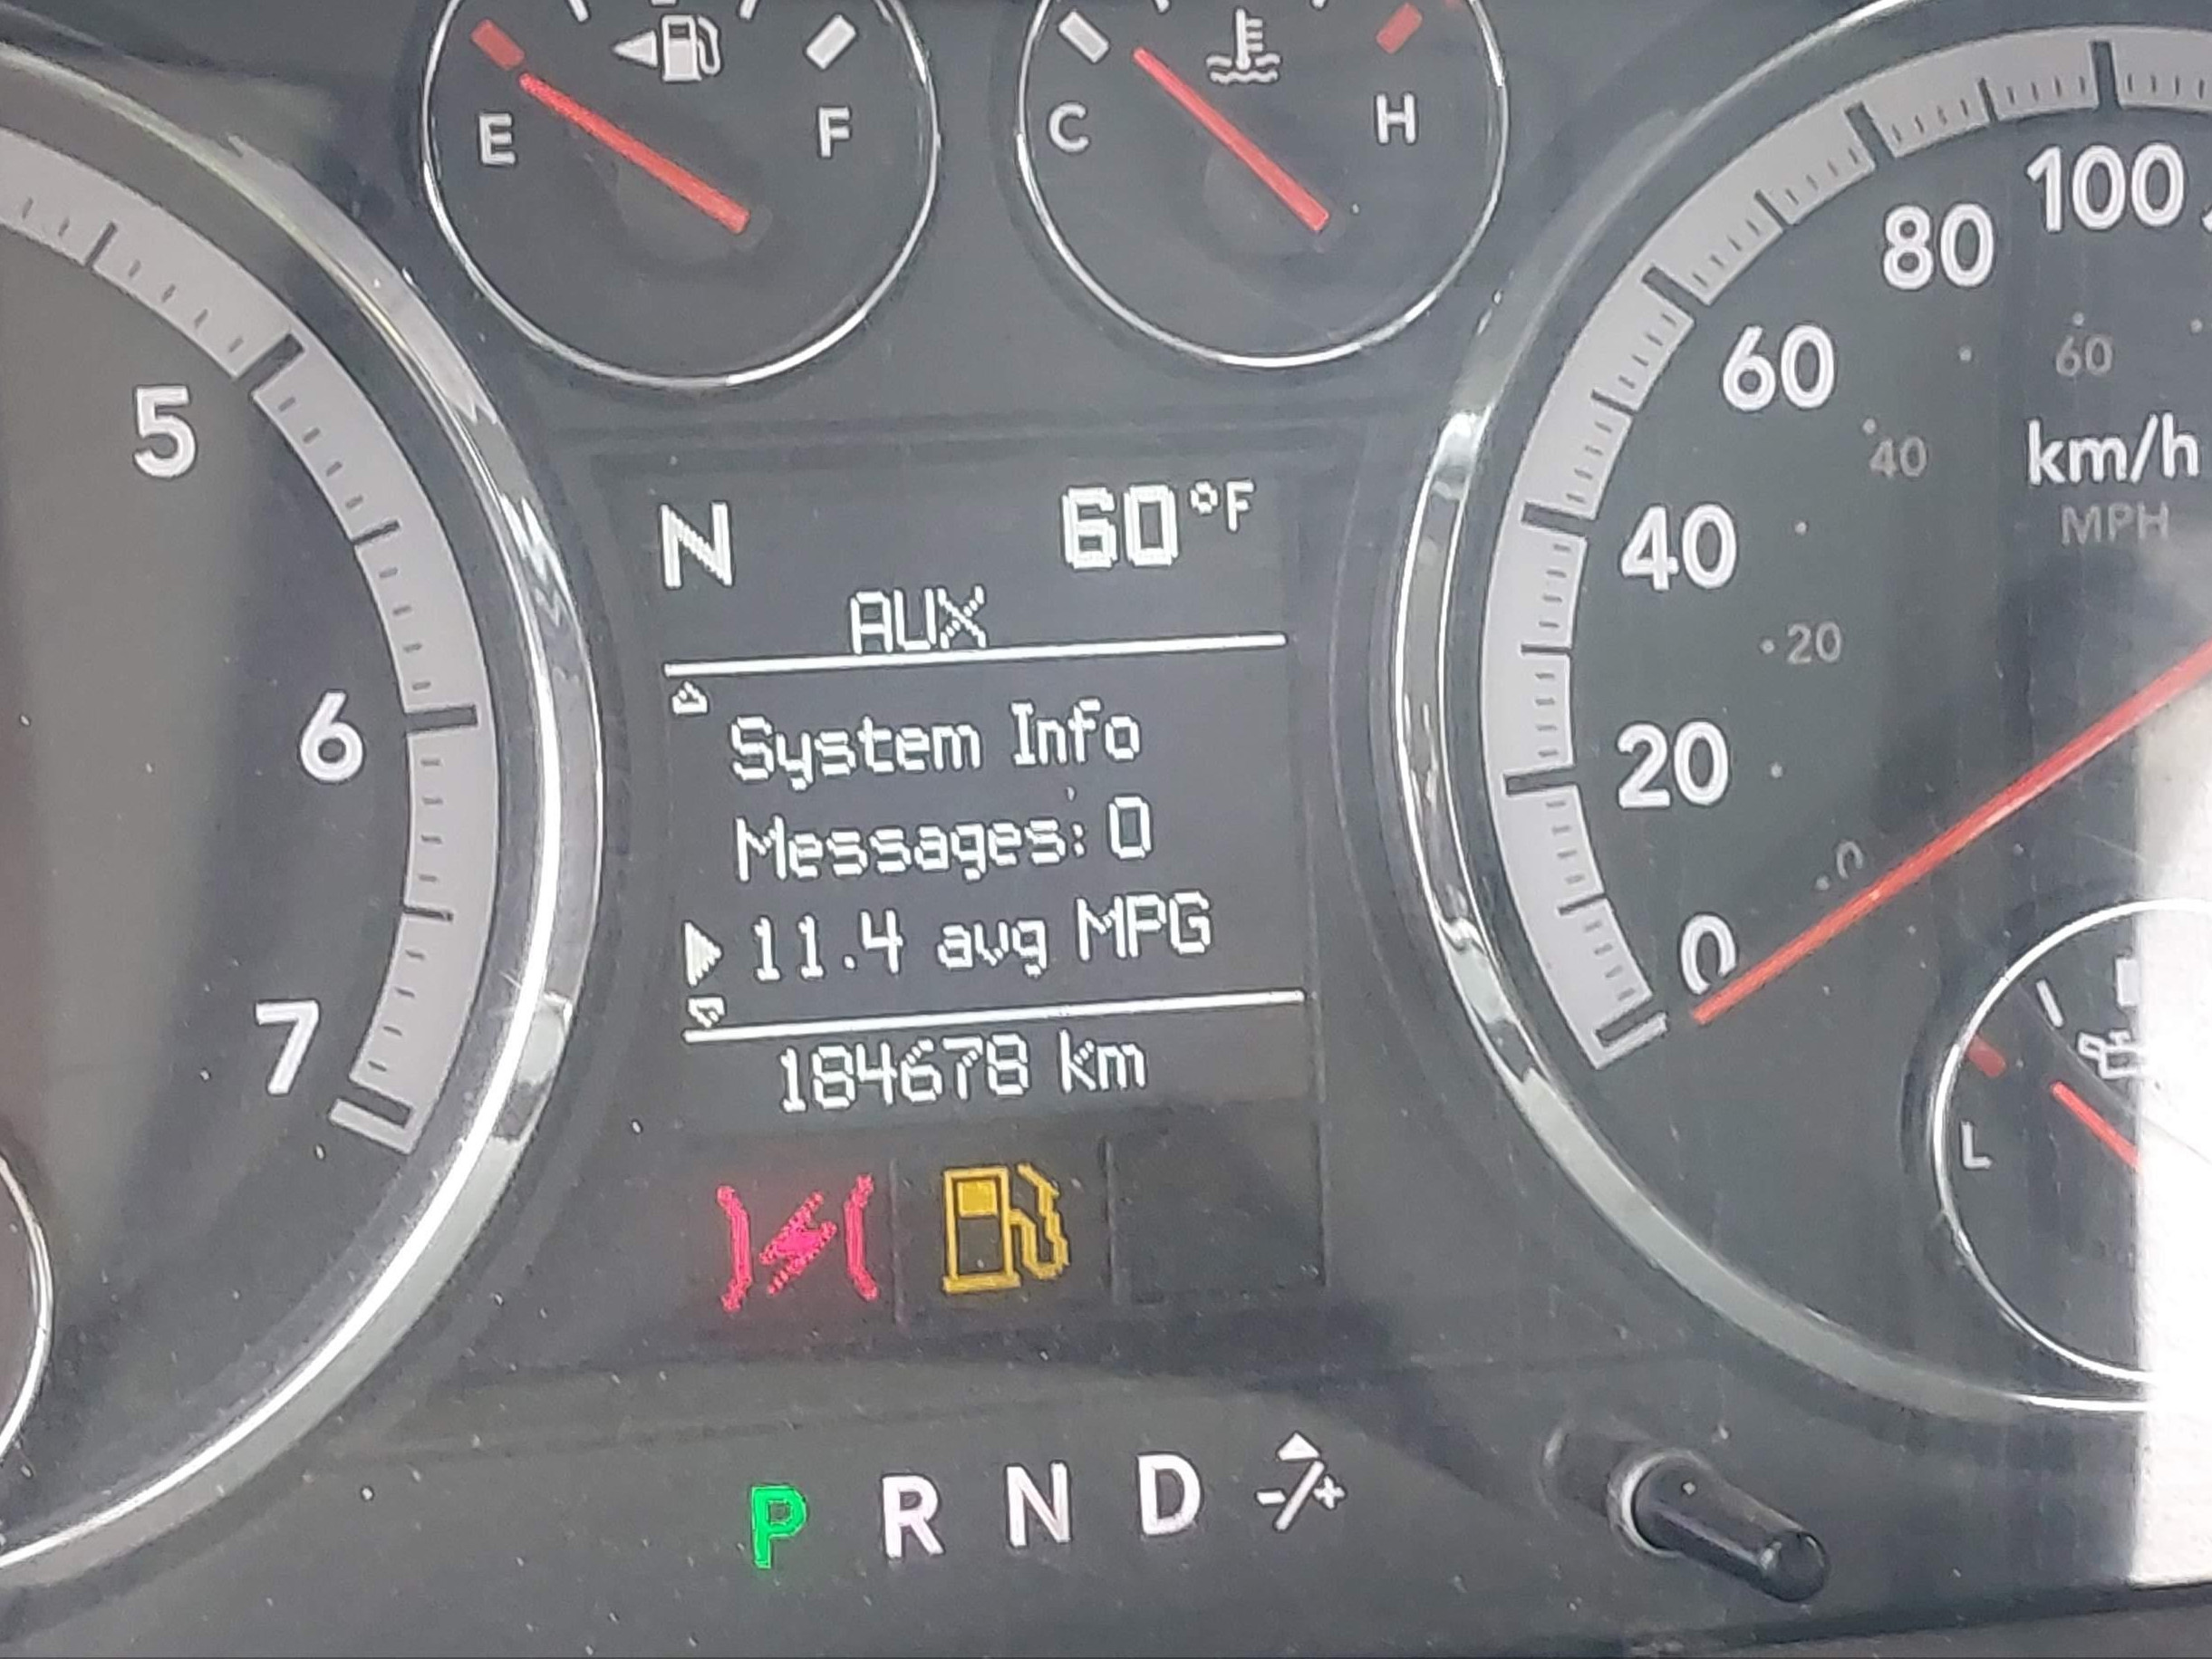 E F
C H
5
6
7
N 60°F
AUX
System Info
Messages: 0
11.4 avg MPG
184678 km
P R N D -/+
100
80
60
40
20
0
60
40
20
0
km/h
MPH
L